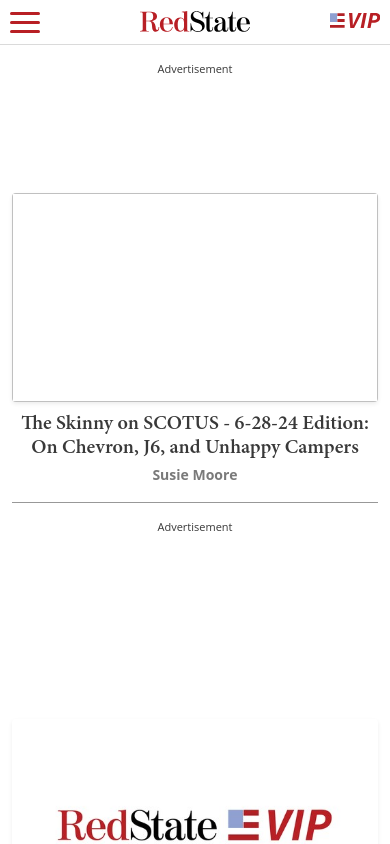 RedState
VIP
Advertisement
The Skinny on SCOTUS - 6-28-24 Edition:
On Chevron, J6, and Unhappy Campers
Susie Moore
Advertisement
RedState VIP